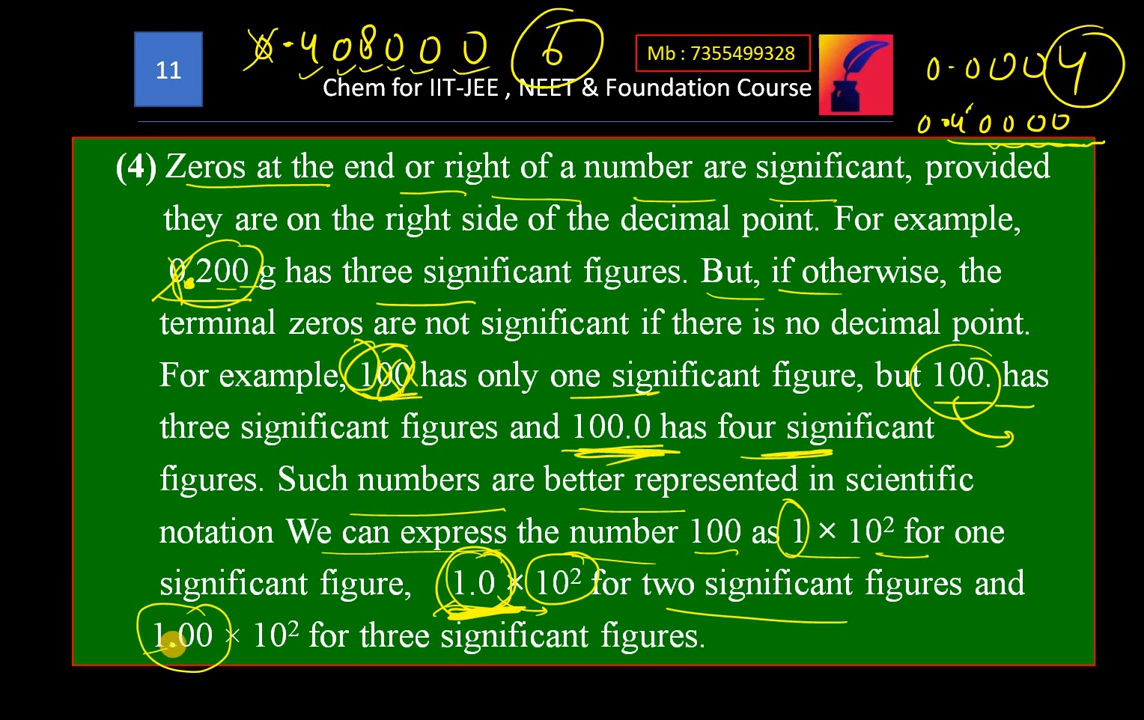 0.408000 6
Mb : 7355499328
0.0004
11
Chem for IIT-JEE , NEET & Foundation Course
0.40000
(4) Zeros at the end or right of a number are significant, provided
they are on the right side of the decimal point. For example,
0.200 g has three significant figures. But, if otherwise, the
terminal zeros are not significant if there is no decimal point.
For example, 100 has only one significant figure, but 100. has
three significant figures and 100.0 has four significant
figures. Such numbers are better represented in scientific
notation We can express the number 100 as 1 × 10² for one
significant figure, 1.0 × 10² for two significant figures and
1.00 × 10² for three significant figures.